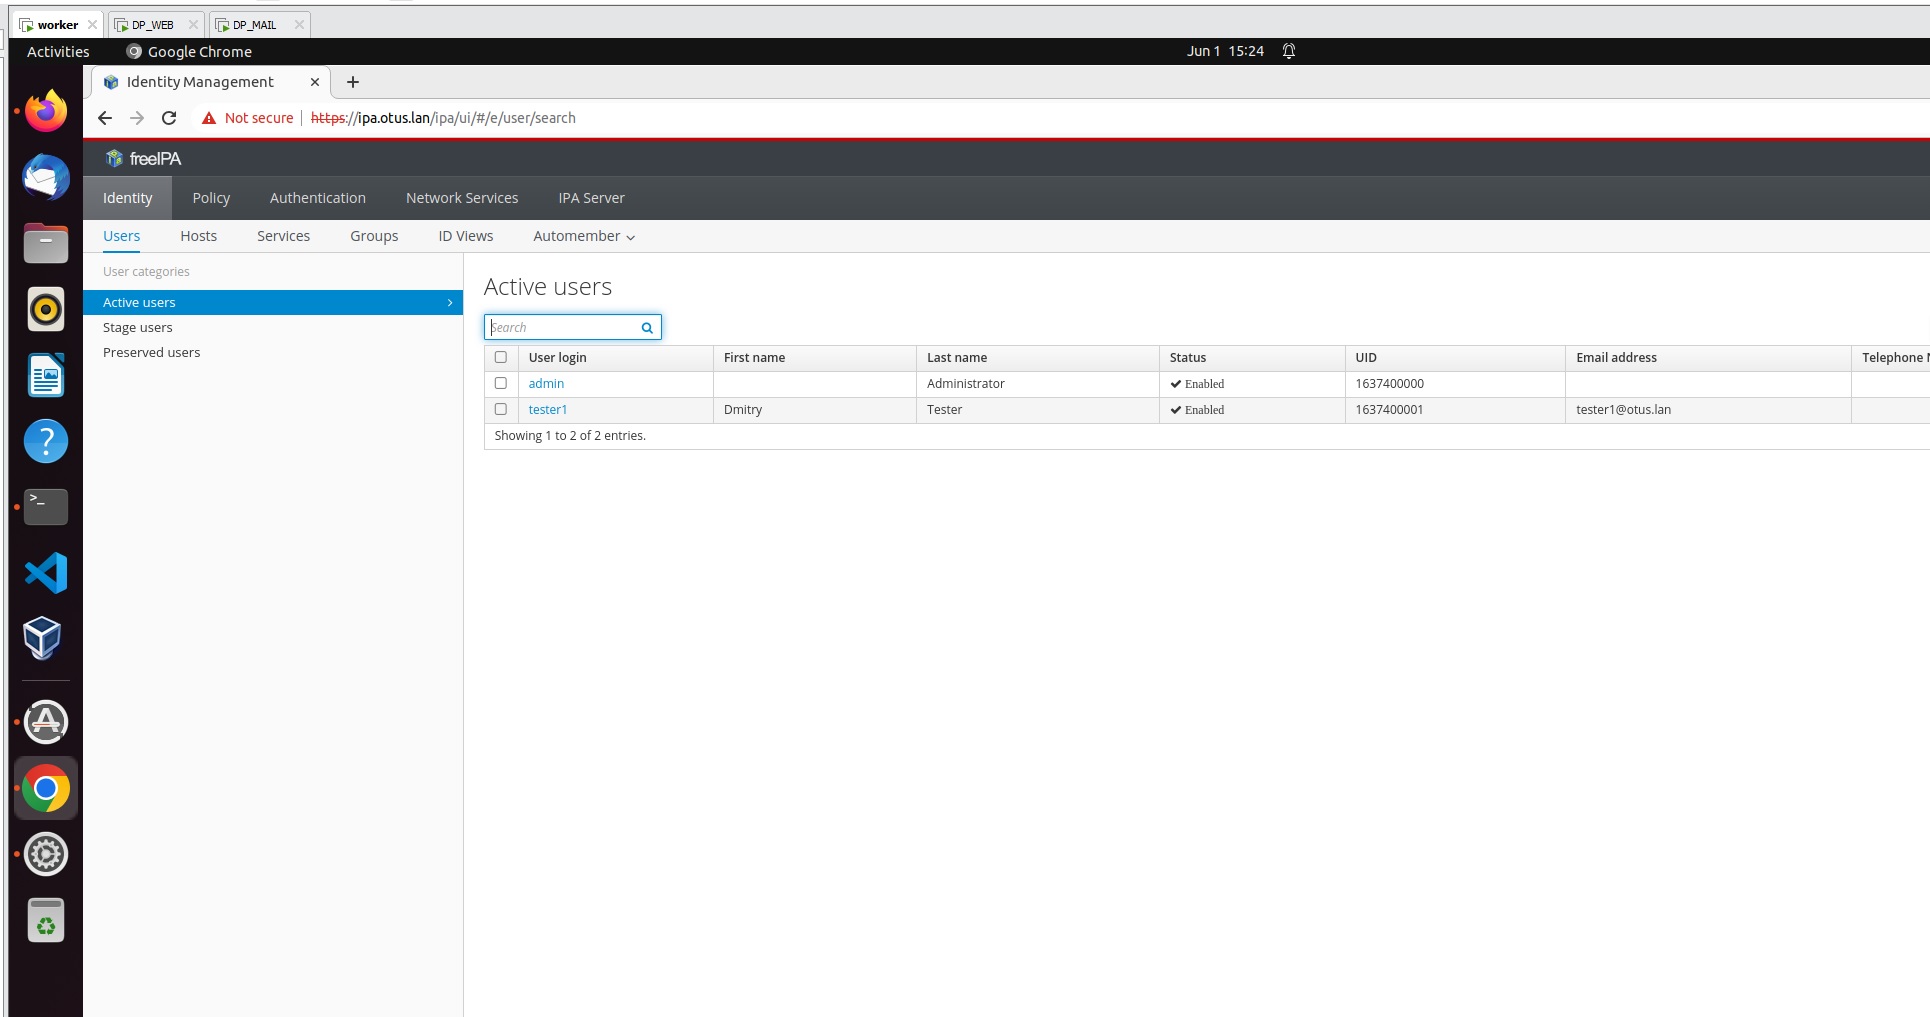 worker DP_WEB DP_MAIL
Activities Google Chrome Jun 1 15:24
Identity Management
Not secure https://ipa.otus.lan/ipa/ui/#/e/user/search
freeIPA
Identity Policy Authentication Network Services IPA Server
Users Hosts Services Groups ID Views Automember
User categories
Active users
Stage users
Preserved users
Active users
Search
User login First name Last name Status UID Email address Telephone
admin Administrator Enabled 1637400000
tester1 Dmitry Tester Enabled 1637400001 tester1@otus.lan
Showing 1 to 2 of 2 entries.